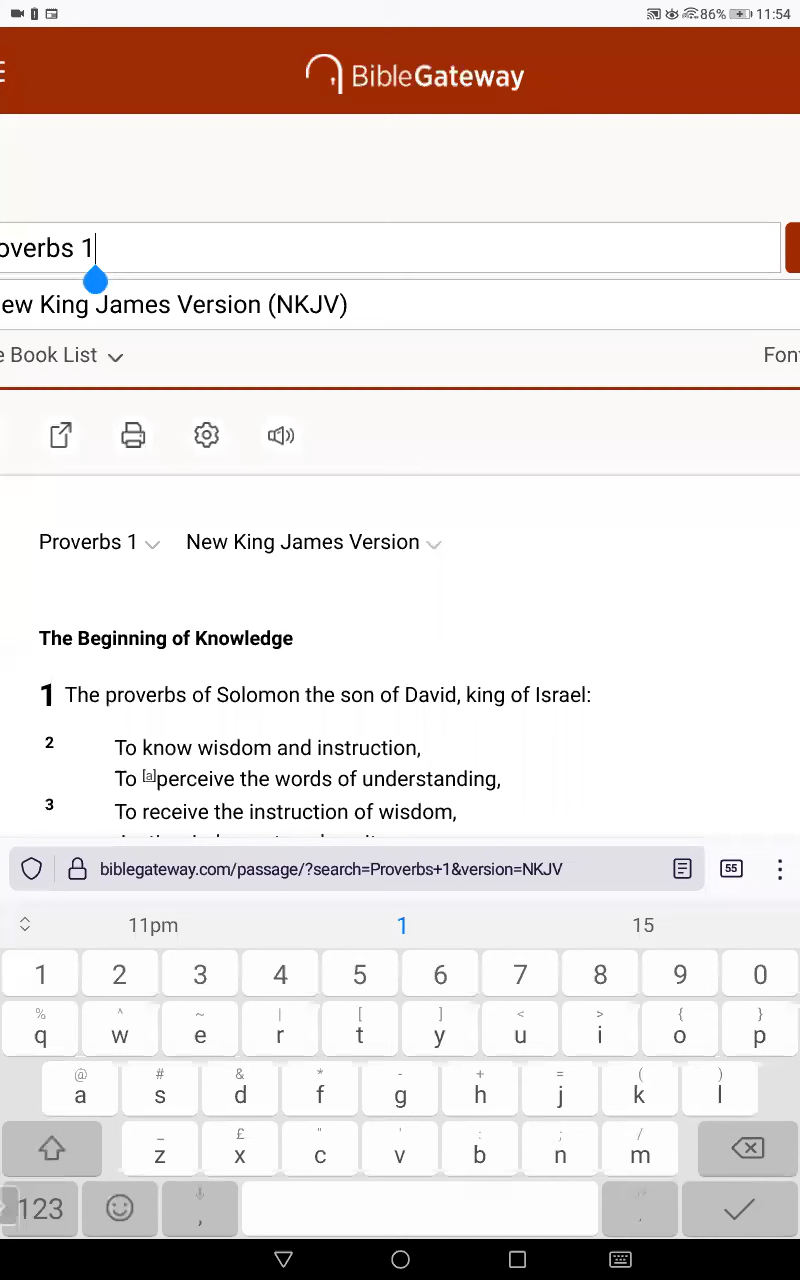 86% 11:54
BibleGateway
overbs 1
ew King James Version (NKJV)
e Book List
Font
Proverbs 1 New King James Version
The Beginning of Knowledge
1 The proverbs of Solomon the son of David, king of Israel:
2 To know wisdom and instruction,
To [a]perceive the words of understanding,
3 To receive the instruction of wisdom,
biblegateway.com/passage/?search=Proverbs+1&version=NKJV 55
11pm 1 15
1 2 3 4 5 6 7 8 9 0
% ^ ~ | [ ] < > { }
q w e r t y u i o p
@ # & * - + = ( )
a s d f g h j k l
_ £ " ' : ; /
z x c v b n m
123 , .